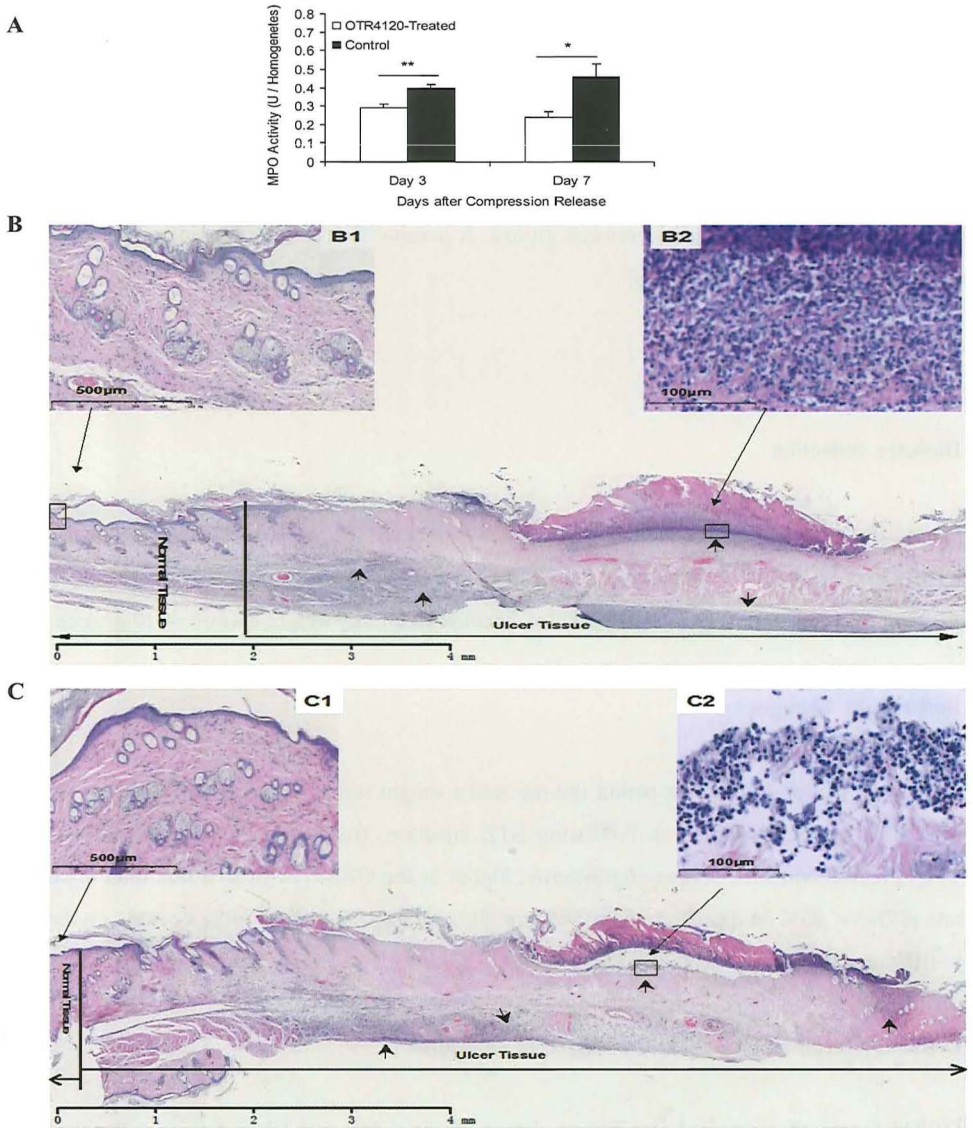 A
MPO Activity (U / Homogenetes)
0.8
0.7
0.6
0.5
0.4
0.3
0.2
0.1
0
OTR4120-Treated
Control
**
*
Day 3
Day 7
Days after Compression Release
B
B1
500µm
B2
100µm
Normal Tissue
Ulcer Tissue
0 1 2 3 4 mm
C
C1
500µm
C2
100µm
Normal Tissue
Ulcer Tissue
0 1 2 3 4 mm